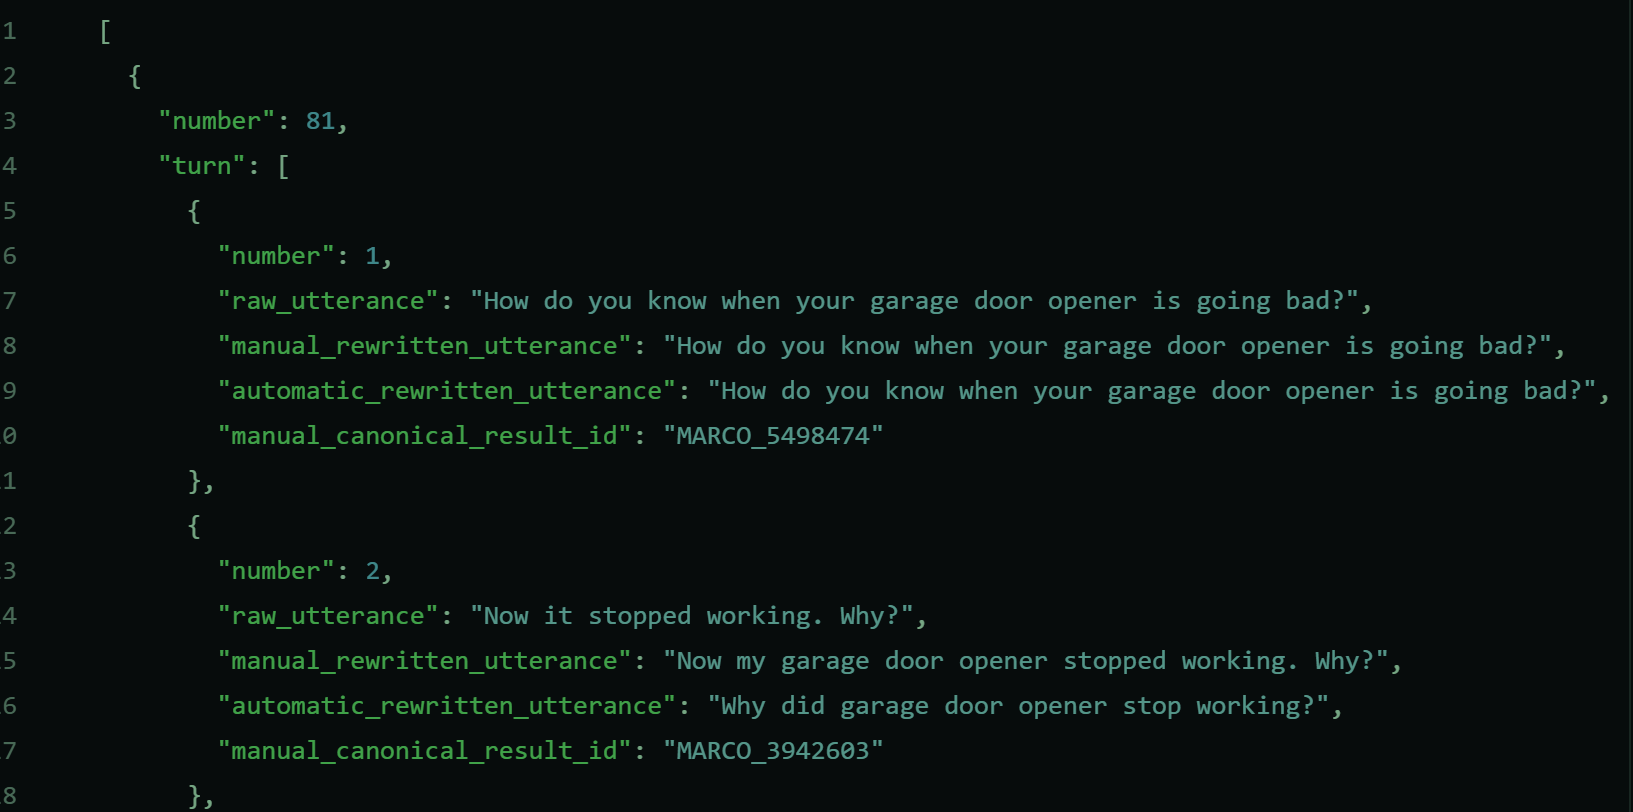 1 [
2 {
3 "number": 81,
4 "turn": [
5 {
6 "number": 1,
7 "raw_utterance": "How do you know when your garage door opener is going bad?",
8 "manual_rewritten_utterance": "How do you know when your garage door opener is going bad?",
9 "automatic_rewritten_utterance": "How do you know when your garage door opener is going bad?",
0 "manual_canonical_result_id": "MARCO_5498474"
1 },
2 {
3 "number": 2,
4 "raw_utterance": "Now it stopped working. Why?",
5 "manual_rewritten_utterance": "Now my garage door opener stopped working. Why?",
6 "automatic_rewritten_utterance": "Why did garage door opener stop working?",
7 "manual_canonical_result_id": "MARCO_3942603"
8 },